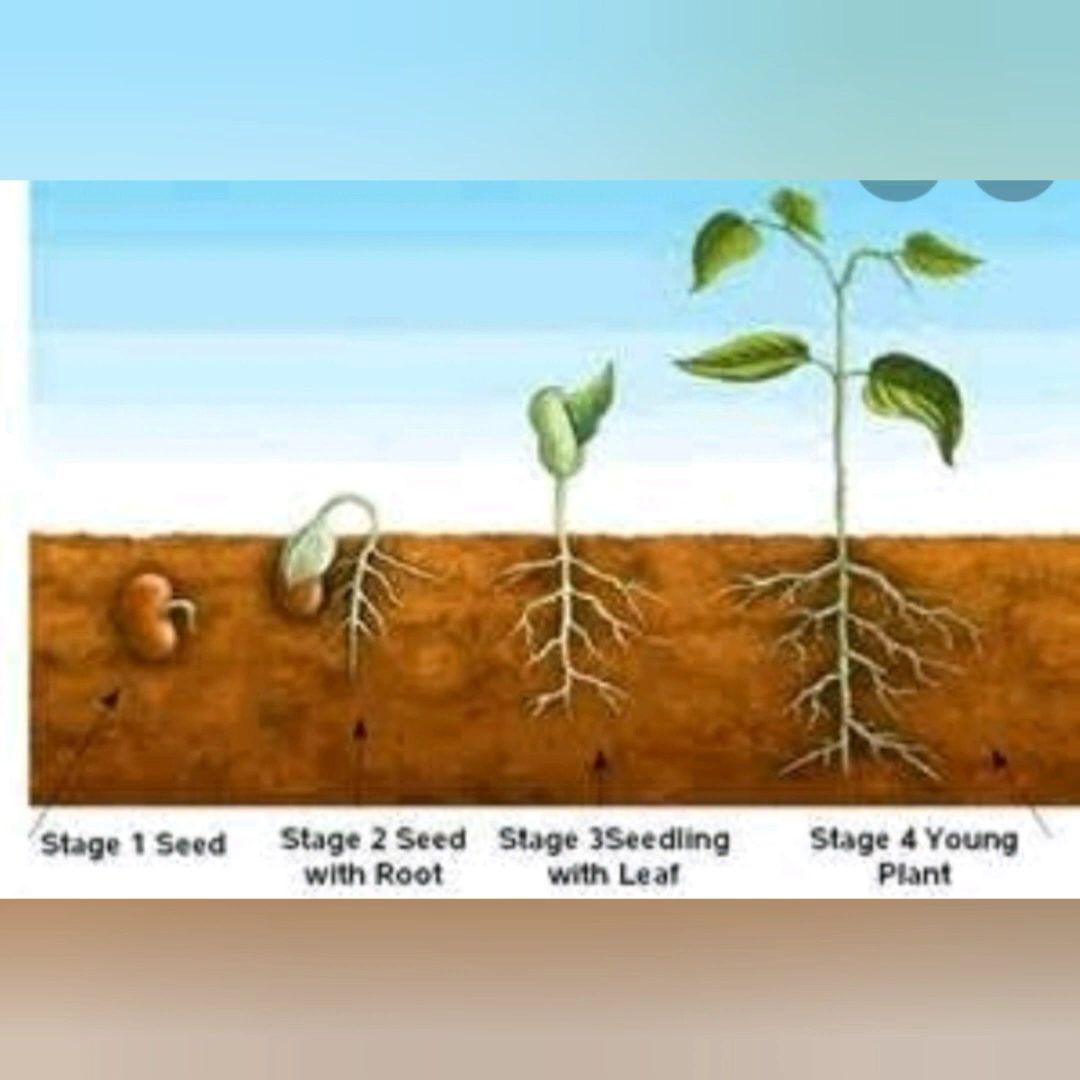 Stage 1 Seed
Stage 2 Seed
with Root
Stage 3Seedling
with Leaf
Stage 4 Young
Plant